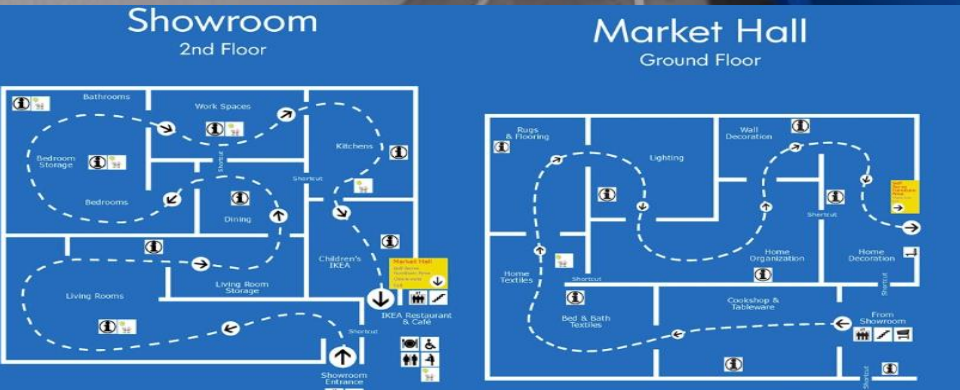 Showroom
2nd Floor
Bathrooms
Work Spaces
Kitchens
Bedroom
Storage
Shortcut
Shortcut
Bedrooms
Dining
Children's
IKEA
Market Hall
Living Rooms
Living Room
Storage
IKEA Restaurant
& Café
Shortcut
Showroom
Entrance
Market Hall
Ground Floor
Rugs
& Flooring
Lighting
Wall
Decoration
Shortcut
Home
Textiles
Home
Organization
Home
Decoration
Shortcut
Shortcut
Bed & Bath
Textiles
Cookshop &
Tableware
From
Showroom
Shortcut